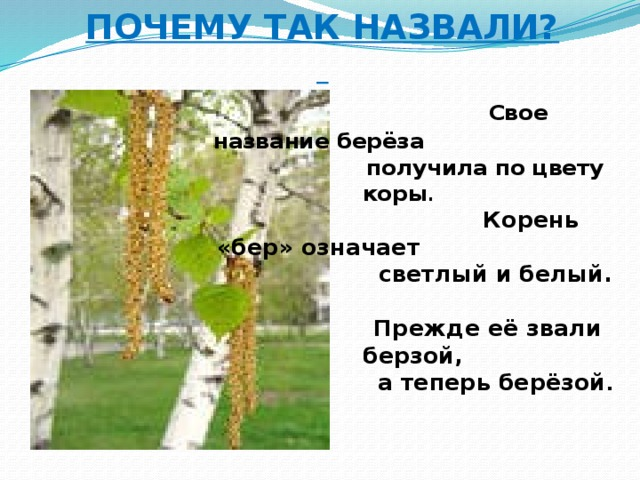 ПОЧЕМУ ТАК НАЗВАЛИ?
Свое
название берёза
получила по цвету
коры.
Корень
«бер» означает
светлый и белый.
Прежде её звали
берзой,
а теперь берёзой.